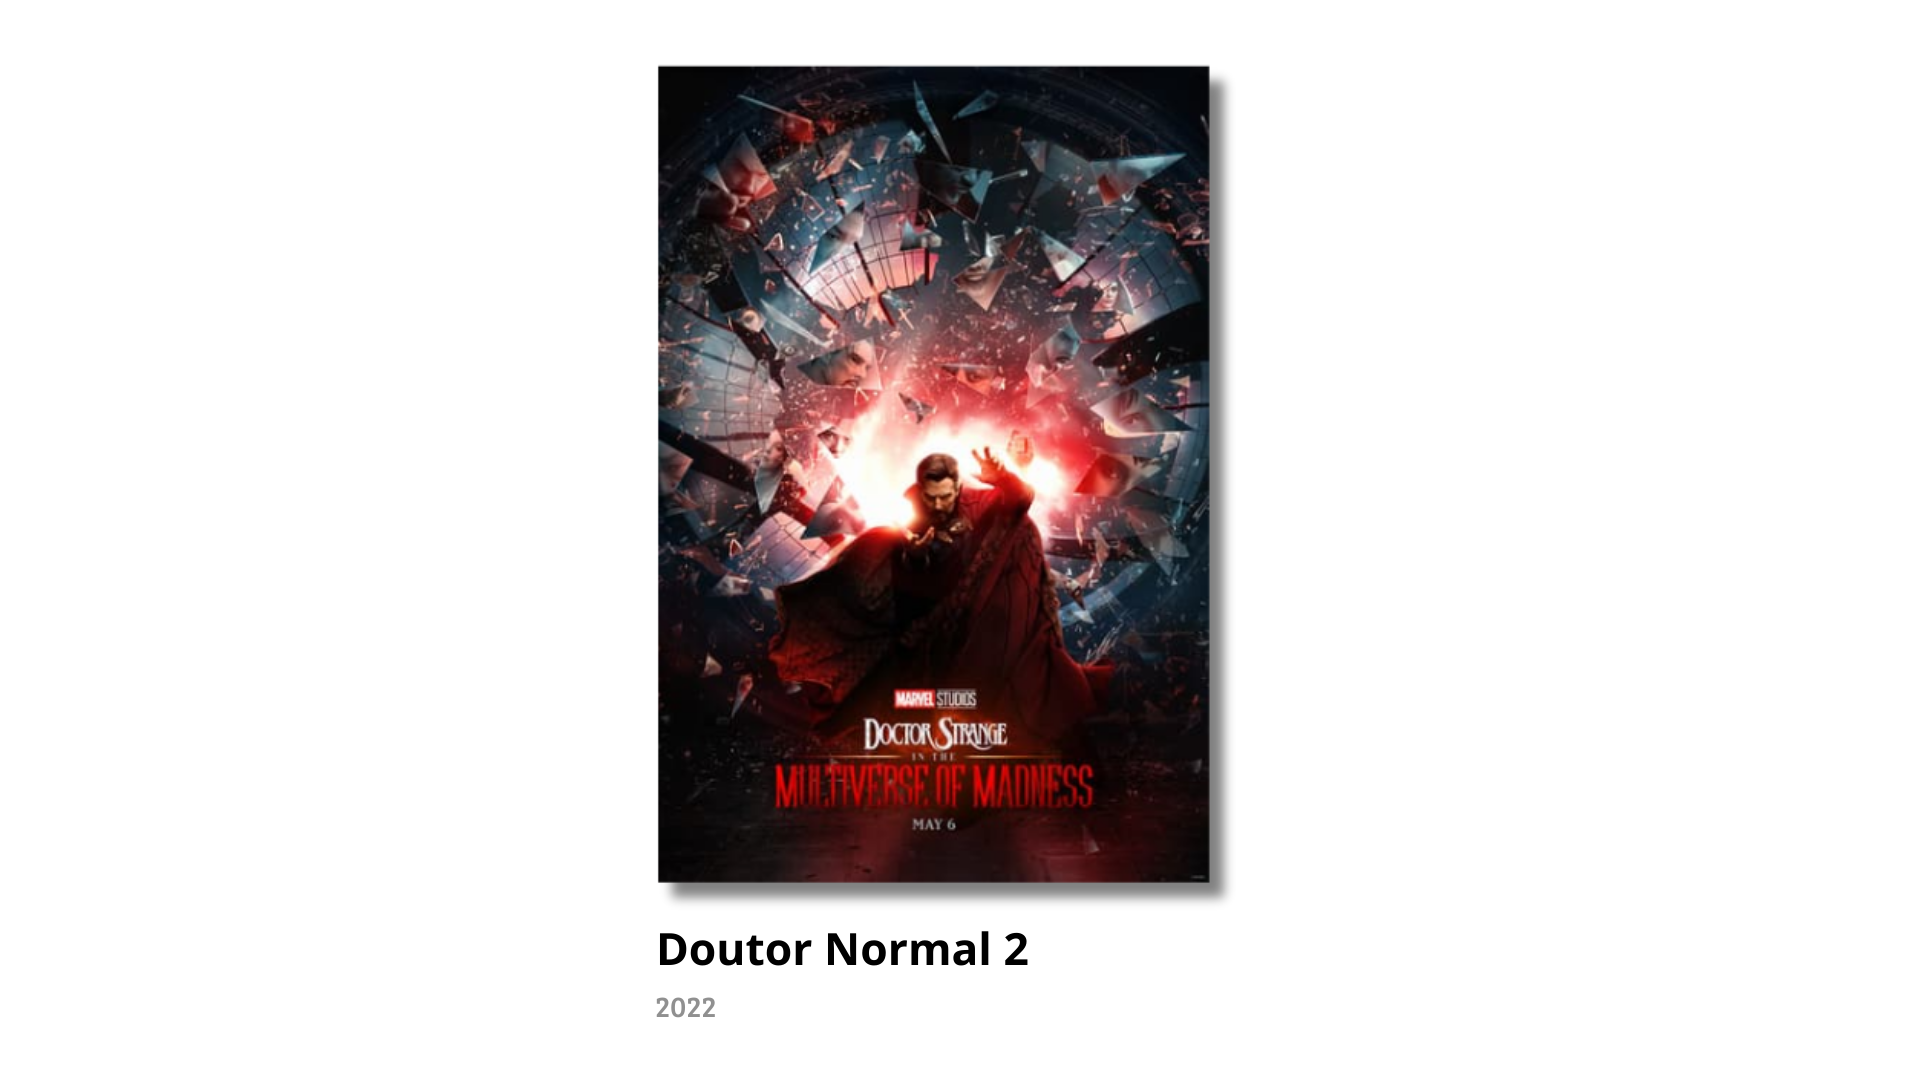 MARVEL STUDIOS
DOCTOR STRANGE
IN THE
MULTIVERSE OF MADNESS
MAY 6
Doutor Normal 2
2022